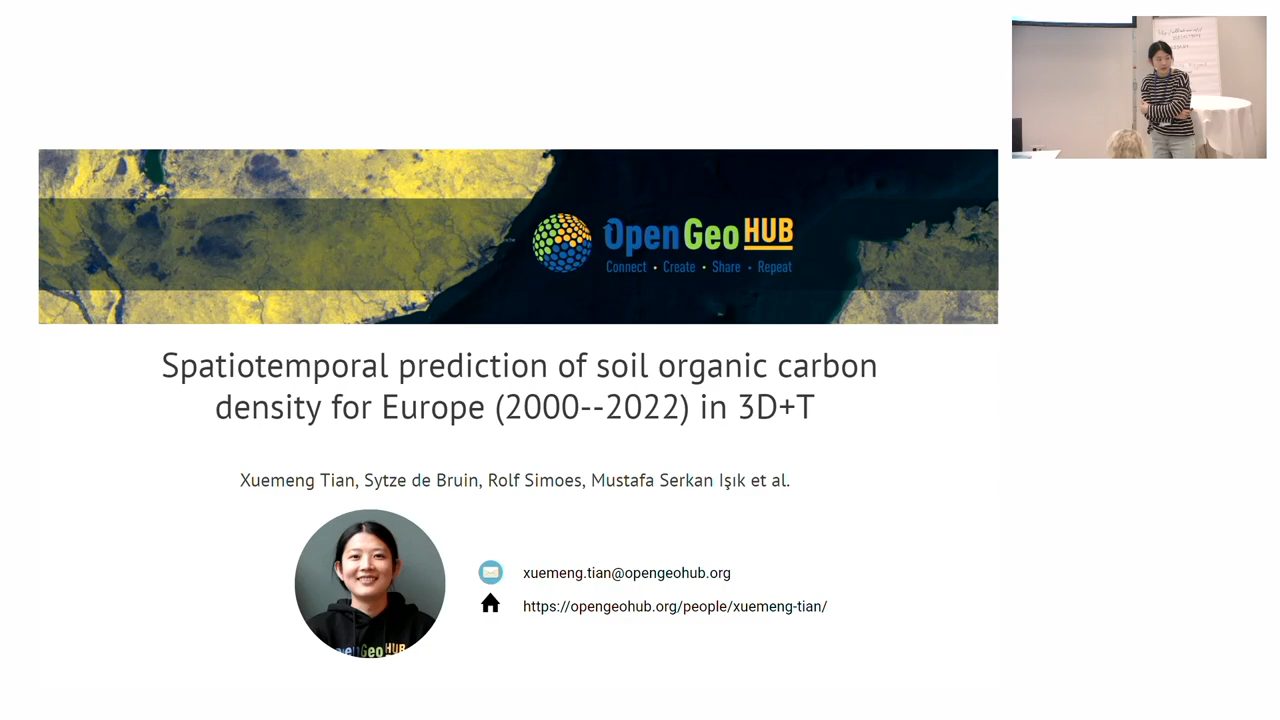 OpenGeoHUB
Connect • Create • Share • Repeat
Spatiotemporal prediction of soil organic carbon
density for Europe (2000--2022) in 3D+T
Xuemeng Tian, Sytze de Bruin, Rolf Simoes, Mustafa Serkan Işık et al.
xuemeng.tian@opengeohub.org
https://opengeohub.org/people/xuemeng-tian/